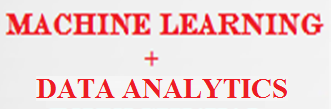 MACHINE LEARNING
+
DATA ANALYTICS